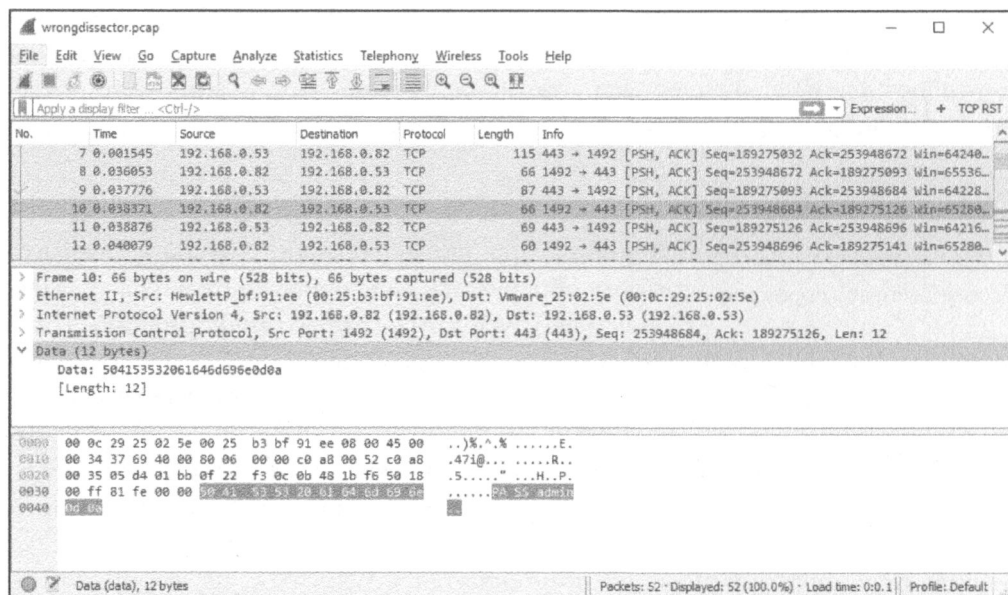 wrongdissector.pcap
File Edit View Go Capture Analyze Statistics Telephony Wireless Tools Help
Apply a display filter ... <Ctrl-/> Expression... + TCP RST
No. Time Source Destination Protocol Length Info
7 0.001545 192.168.0.53 192.168.0.82 TCP 115 443 → 1492 [PSH, ACK] Seq=189275032 Ack=253948672 Win=64240…
8 0.036053 192.168.0.82 192.168.0.53 TCP 66 1492 → 443 [PSH, ACK] Seq=253948672 Ack=189275093 Win=65536…
9 0.037776 192.168.0.53 192.168.0.82 TCP 87 443 → 1492 [PSH, ACK] Seq=189275093 Ack=253948684 Win=64228…
10 0.038371 192.168.0.82 192.168.0.53 TCP 66 1492 → 443 [PSH, ACK] Seq=253948684 Ack=189275126 Win=65280…
11 0.038876 192.168.0.53 192.168.0.82 TCP 69 443 → 1492 [PSH, ACK] Seq=189275126 Ack=253948696 Win=64216…
12 0.040079 192.168.0.82 192.168.0.53 TCP 60 1492 → 443 [PSH, ACK] Seq=253948696 Ack=189275141 Win=65280…
Frame 10: 66 bytes on wire (528 bits), 66 bytes captured (528 bits)
Ethernet II, Src: HewlettP_bf:91:ee (00:25:b3:bf:91:ee), Dst: Vmware_25:02:5e (00:0c:29:25:02:5e)
Internet Protocol Version 4, Src: 192.168.0.82 (192.168.0.82), Dst: 192.168.0.53 (192.168.0.53)
Transmission Control Protocol, Src Port: 1492 (1492), Dst Port: 443 (443), Seq: 253948684, Ack: 189275126, Len: 12
Data (12 bytes)
Data: 504153532061646d696e0d0a
[Length: 12]
0000 00 0c 29 25 02 5e 00 25 b3 bf 91 ee 08 00 45 00 ..)%.^.% ......E.
0010 00 34 37 69 40 00 80 06 00 00 c0 a8 00 52 c0 a8 .47i@... .....R..
0020 00 35 05 d4 01 bb 0f 22 f3 0c 0b 48 1b f6 50 18 .5....." ...H..P.
0030 00 ff 81 fe 00 00 50 41 53 53 20 61 64 6d 69 6e ......PA SS admin
0040 0d 0a ..
Data (data), 12 bytes Packets: 52 · Displayed: 52 (100.0%) · Load time: 0:0.1 Profile: Default